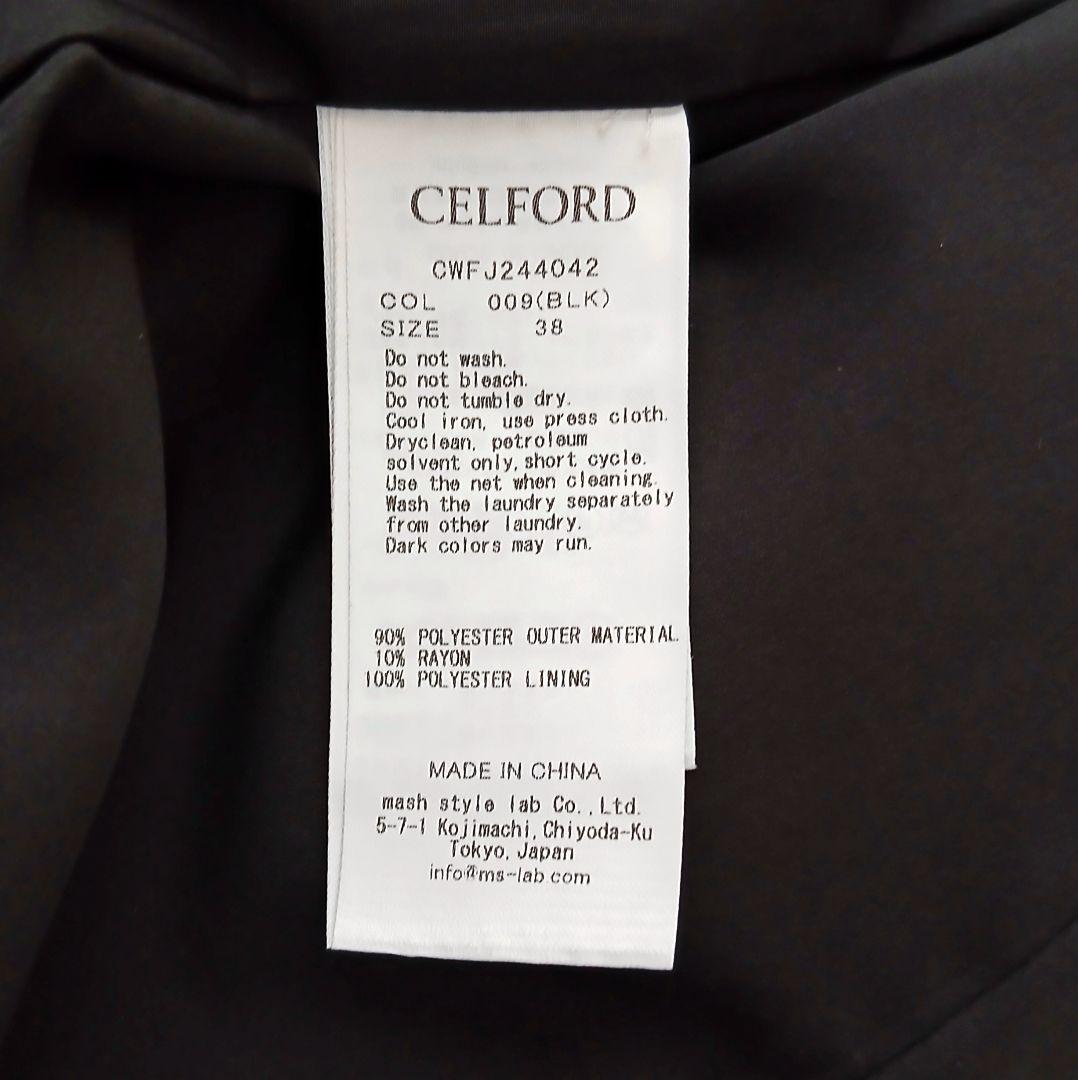 CELFORD
CWFJ244042
COL 009(BLK)
SIZE 38
Do not wash.
Do not bleach.
Do not tumble dry.
Cool iron, use press cloth.
Dryclean, petroleum
solvent only, short cycle.
Use the net when cleaning.
Wash the laundry separately
from other laundry.
Dark colors may run.
90% POLYESTER OUTER MATERIAL
10% RAYON
100% POLYESTER LINING
MADE IN CHINA
mash style lab Co.,Ltd.
5-7-1 Kojimachi, Chiyoda-Ku
Tokyo, Japan
info@ms-lab.com